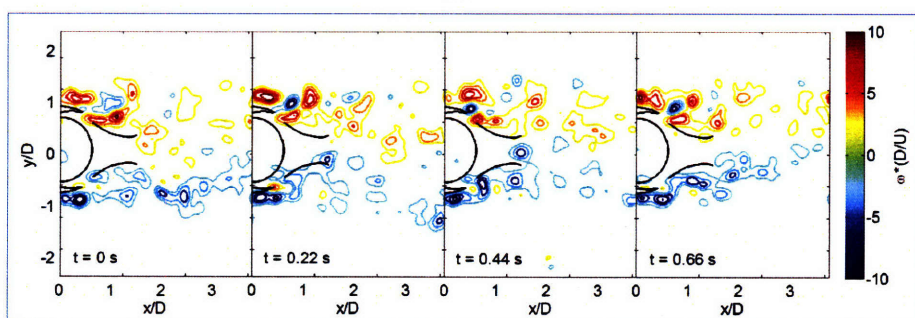 2
1
0
-1
-2
y/D
t = 0 s
t = 0.22 s
t = 0.44 s
t = 0.66 s
0 1 2 3
0 1 2 3
0 1 2 3
0 1 2 3
x/D
x/D
x/D
x/D
10
5
0
-5
-10
ω*(D/U)